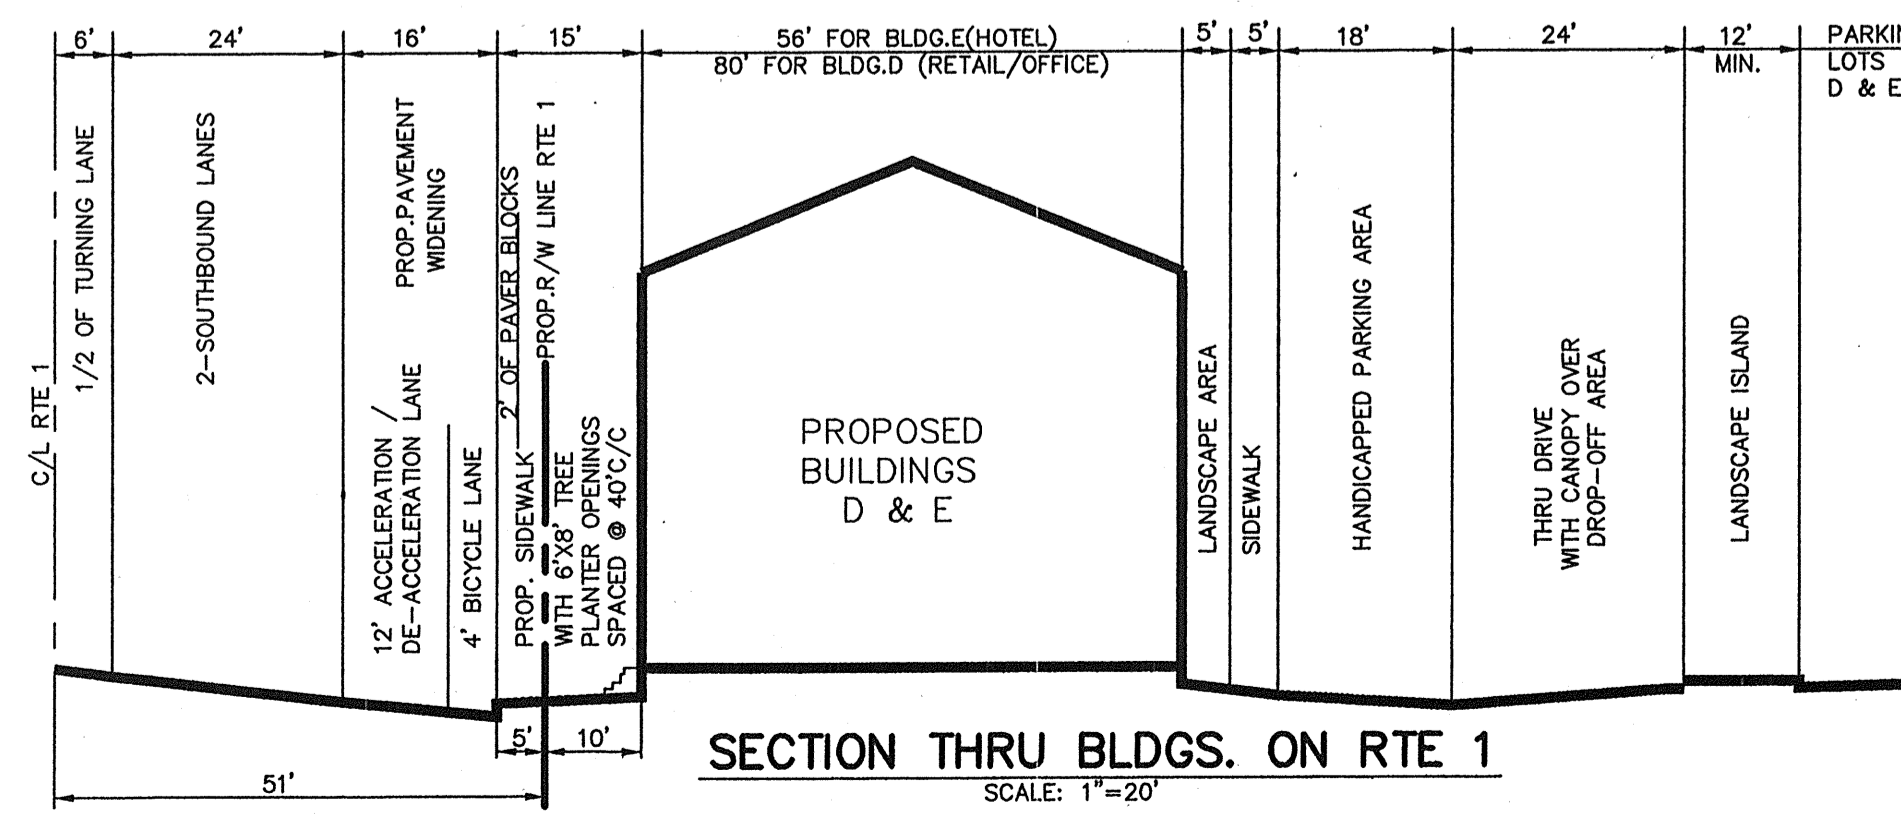 6'
24'
16'
15'
56' FOR BLDG.E(HOTEL)
80' FOR BLDG.D (RETAIL/OFFICE)
5'
5'
18'
24'
12'
MIN.
LOTS
D & E
C/L RTE 1
1/2 OF TURNING LANE
2-SOUTHBOUND LANES
PROP.PAVEMENT
WIDENING
12' ACCELERATION /
DE-ACCELERATION LANE
4' BICYCLE LANE
2' OF PAVER BLOCKS
PROP. SIDEWALK
PROP.R/W LINE RTE 1
WITH 6'X8' TREE
PLANTER OPENINGS
SPACED @ 40'C/C
PROPOSED
BUILDINGS
D & E
LANDSCAPE AREA
SIDEWALK
HANDICAPPED PARKING AREA
THRU DRIVE
WITH CANOPY OVER
DROP-OFF AREA
LANDSCAPE ISLAND
5'
10'
51'
SECTION THRU BLDGS. ON RTE 1
SCALE: 1"=20'